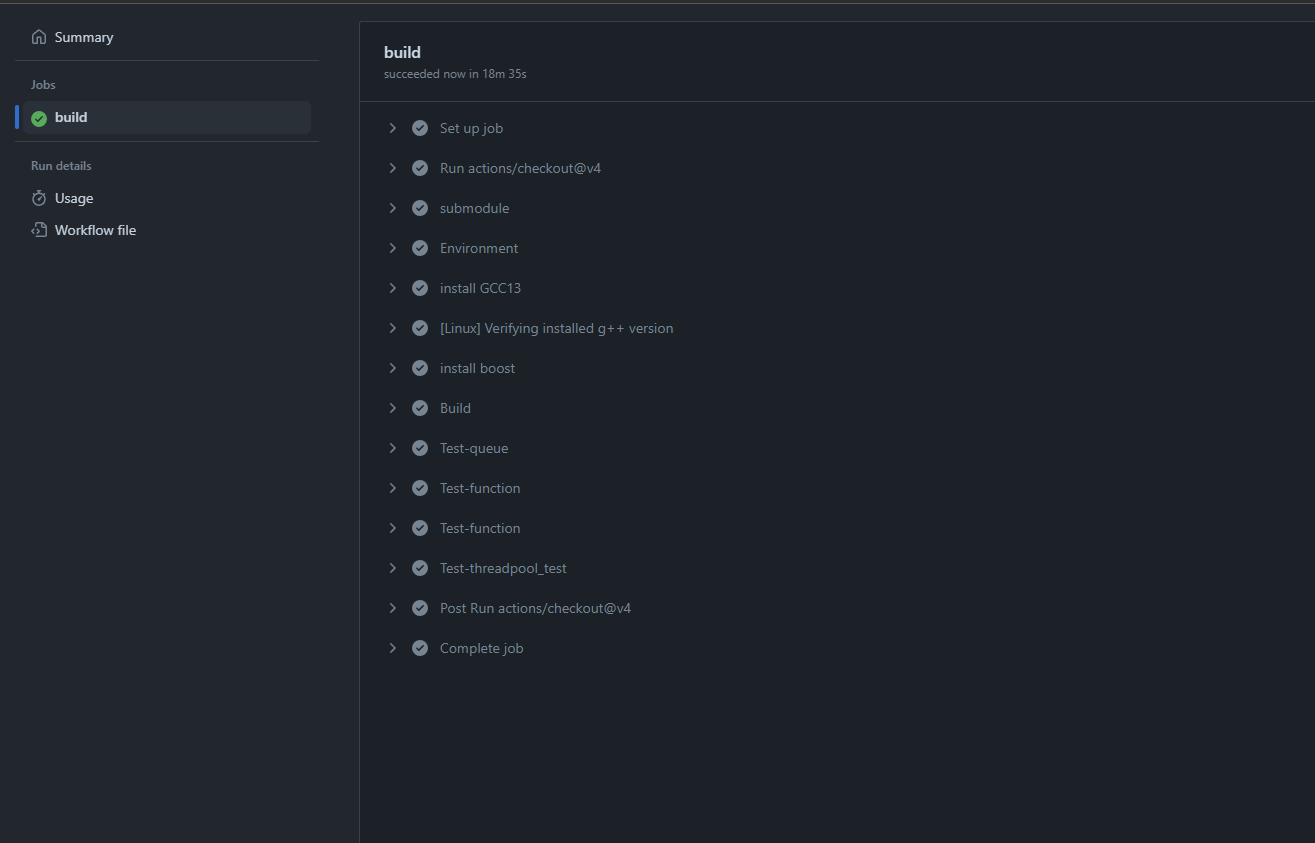 Summary
Jobs
build
Run details
Usage
Workflow file
build
succeeded now in 18m 35s
Set up job
Run actions/checkout@v4
submodule
Environment
install GCC13
[Linux] Verifying installed g++ version
install boost
Build
Test-queue
Test-function
Test-function
Test-threadpool_test
Post Run actions/checkout@v4
Complete job